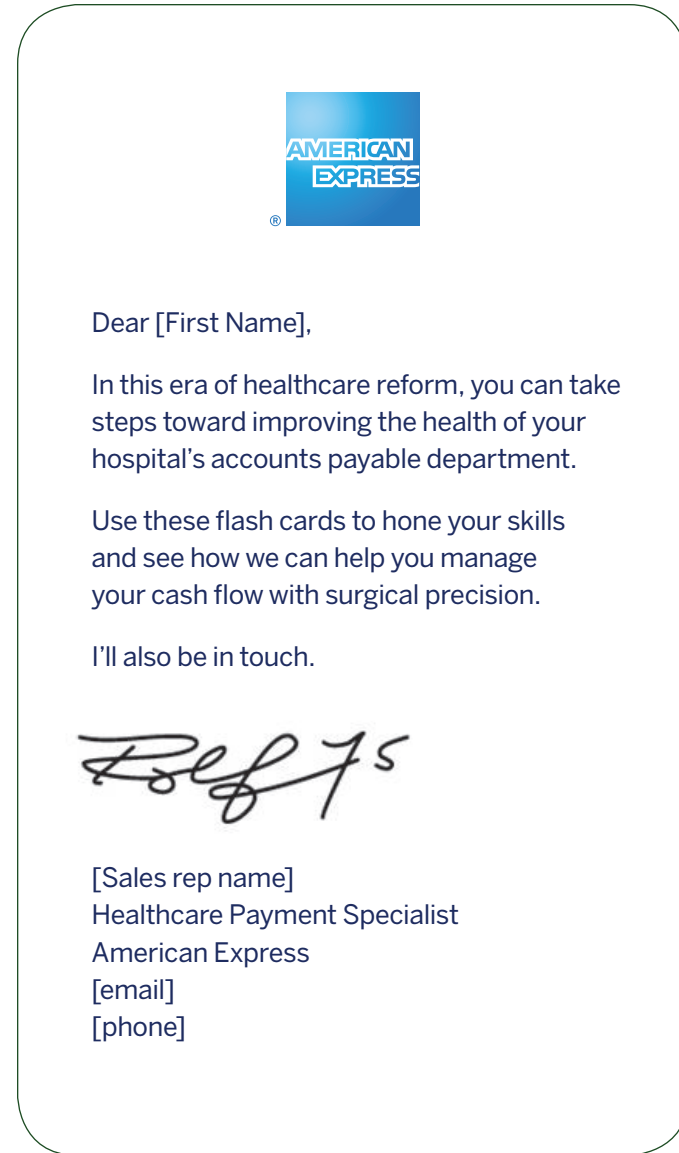 AMERICAN
EXPRESS
®
Dear [First Name],
In this era of healthcare reform, you can take
steps toward improving the health of your
hospital’s accounts payable department.
Use these flash cards to hone your skills
and see how we can help you manage
your cash flow with surgical precision.
I’ll also be in touch.
[Sales rep name]
Healthcare Payment Specialist
American Express
[email]
[phone]